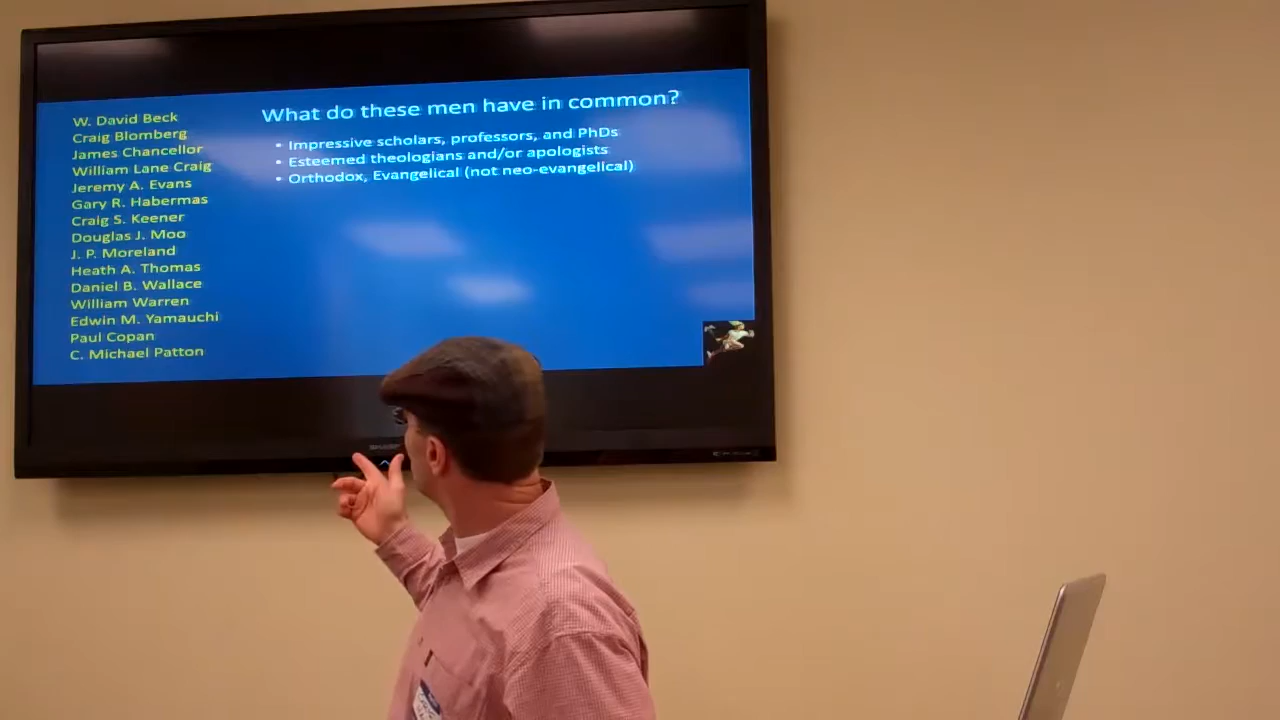 What do these men have in common?
• Impressive scholars, professors, and PhDs
• Esteemed theologians and/or apologists
• Orthodox, Evangelical (not neo-evangelical)
W. David Beck
Craig Blomberg
James Chancellor
William Lane Craig
Jeremy A. Evans
Gary R. Habermas
Craig S. Keener
Douglas J. Moo
J. P. Moreland
Heath A. Thomas
Daniel B. Wallace
William Warren
Edwin M. Yamauchi
Paul Copan
C. Michael Patton